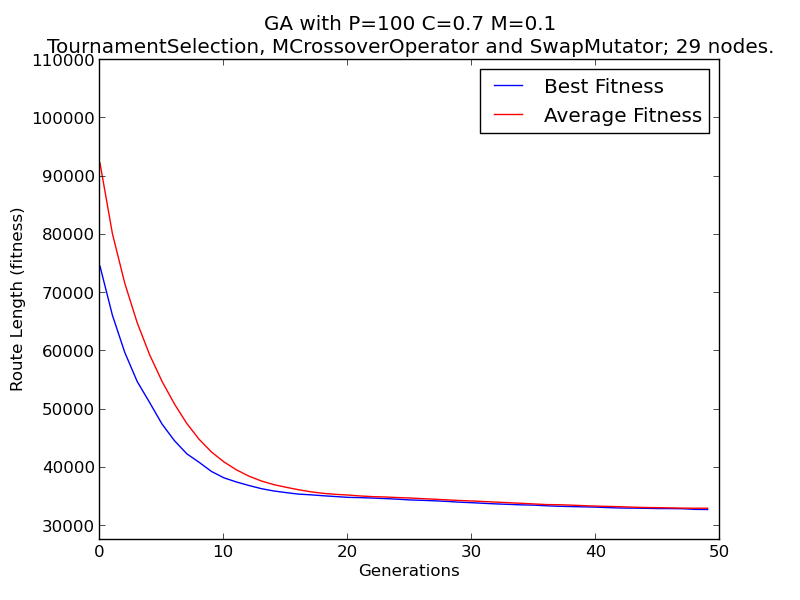 GA with P=100 C=0.7 M=0.1
TournamentSelection, MCrossoverOperator and SwapMutator; 29 nodes.
110000
100000
90000
80000
70000
60000
50000
40000
30000
Route Length (fitness)
Best Fitness
Average Fitness
0 10 20 30 40 50
Generations